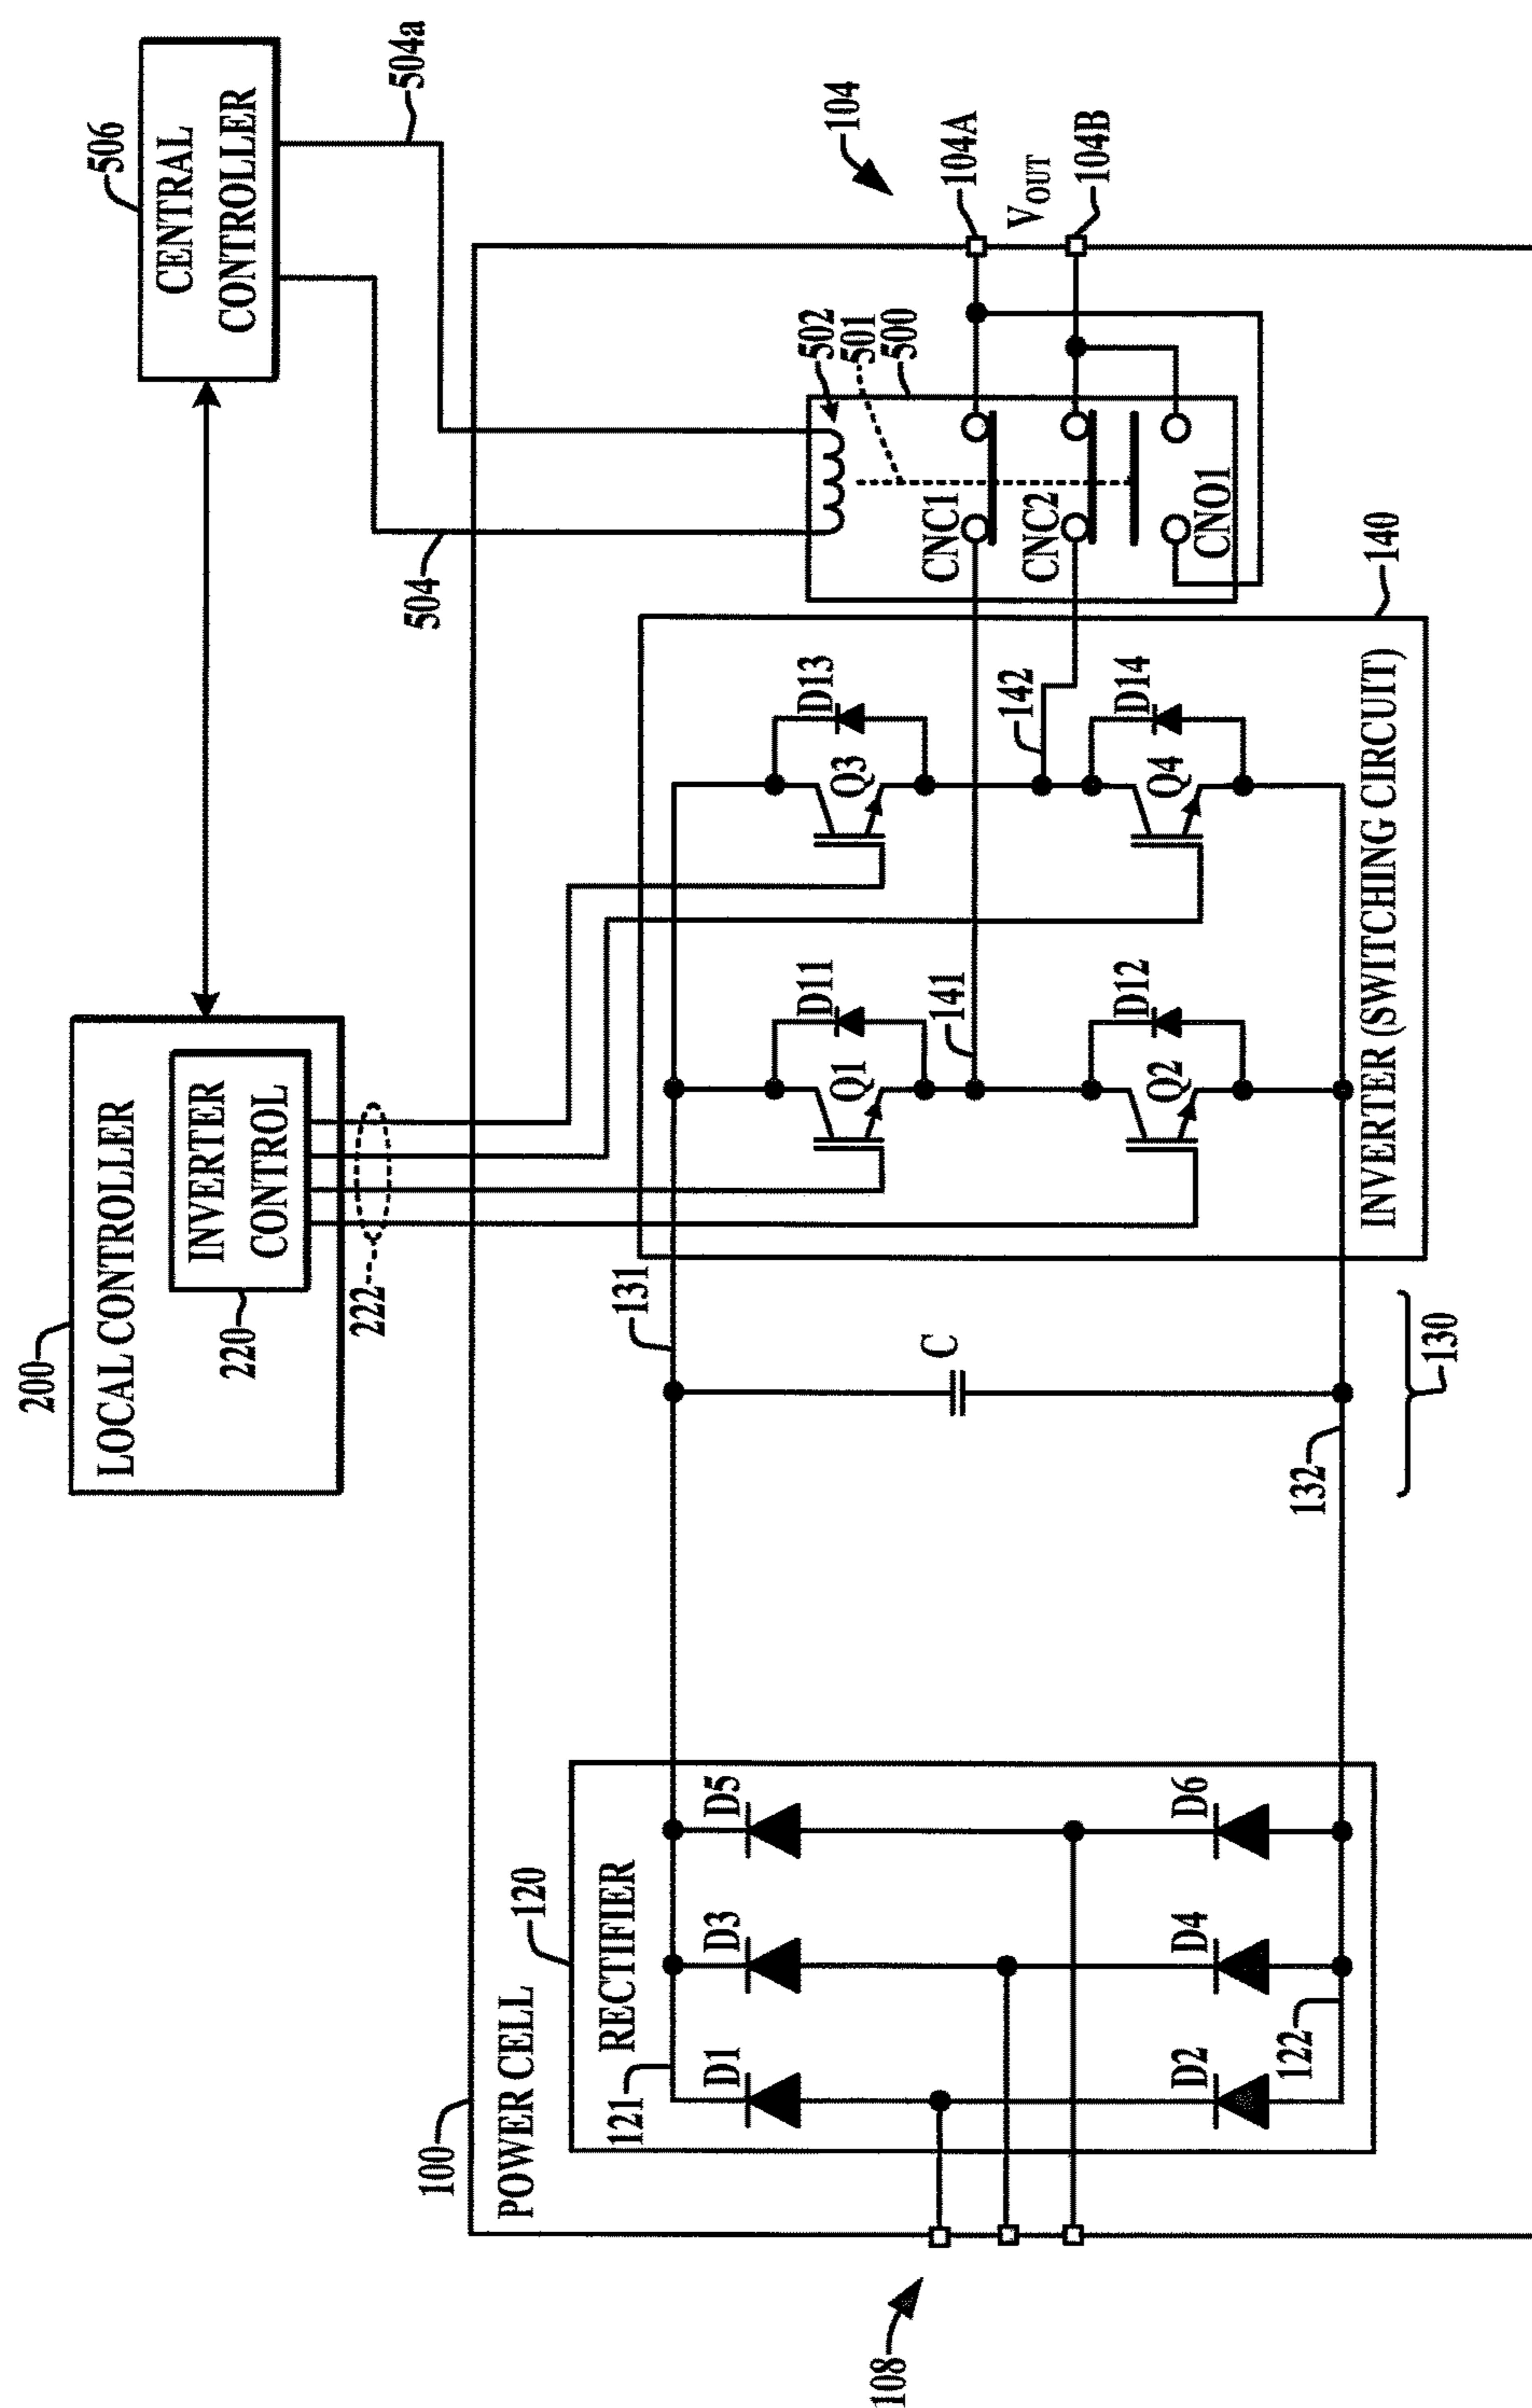 506
CENTRAL
CONTROLLER
504a
504
200
LOCAL CONTROLLER
INVERTER
CONTROL
220
222
100
POWER CELL
120
RECTIFIER
121
D1
D3
D5
D2
D4
D6
122
108
131
C
132
130
Q1
D11
Q3
D13
141
142
Q2
D12
Q4
D14
INVERTER (SWITCHING CIRCUIT)
140
502
501
500
CNC1
CNC2
CNO1
104
104A
VOUT
104B